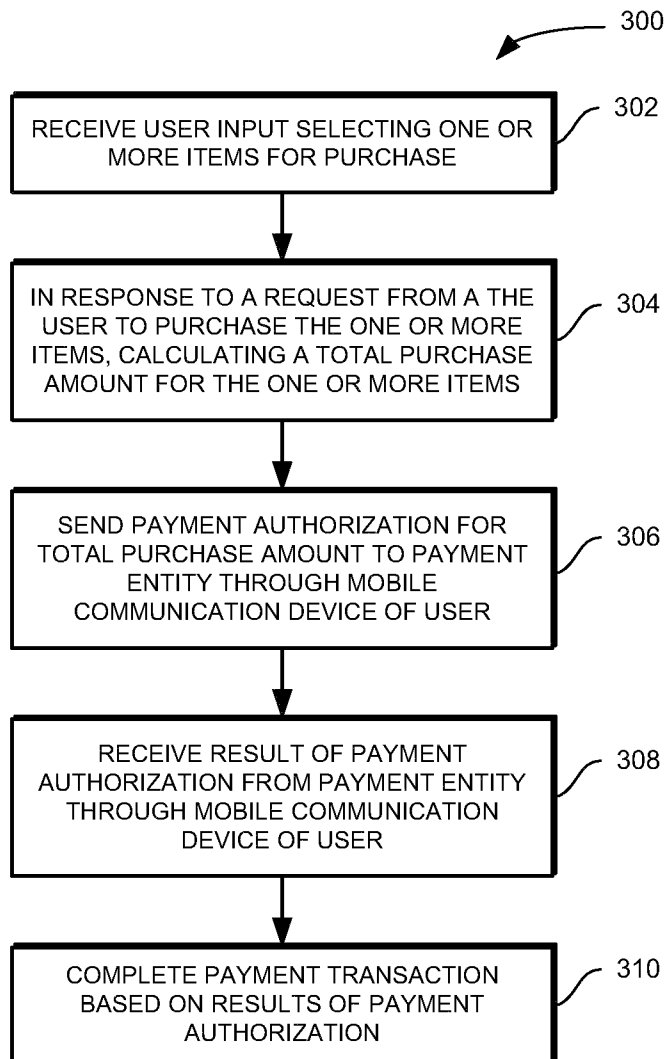 300
RECEIVE USER INPUT SELECTING ONE OR
MORE ITEMS FOR PURCHASE
302
IN RESPONSE TO A REQUEST FROM A THE
USER TO PURCHASE THE ONE OR MORE
ITEMS, CALCULATING A TOTAL PURCHASE
AMOUNT FOR THE ONE OR MORE ITEMS
304
SEND PAYMENT AUTHORIZATION FOR
TOTAL PURCHASE AMOUNT TO PAYMENT
ENTITY THROUGH MOBILE
COMMUNICATION DEVICE OF USER
306
RECEIVE RESULT OF PAYMENT
AUTHORIZATION FROM PAYMENT ENTITY
THROUGH MOBILE COMMUNICATION
DEVICE OF USER
308
COMPLETE PAYMENT TRANSACTION
BASED ON RESULTS OF PAYMENT
AUTHORIZATION
310